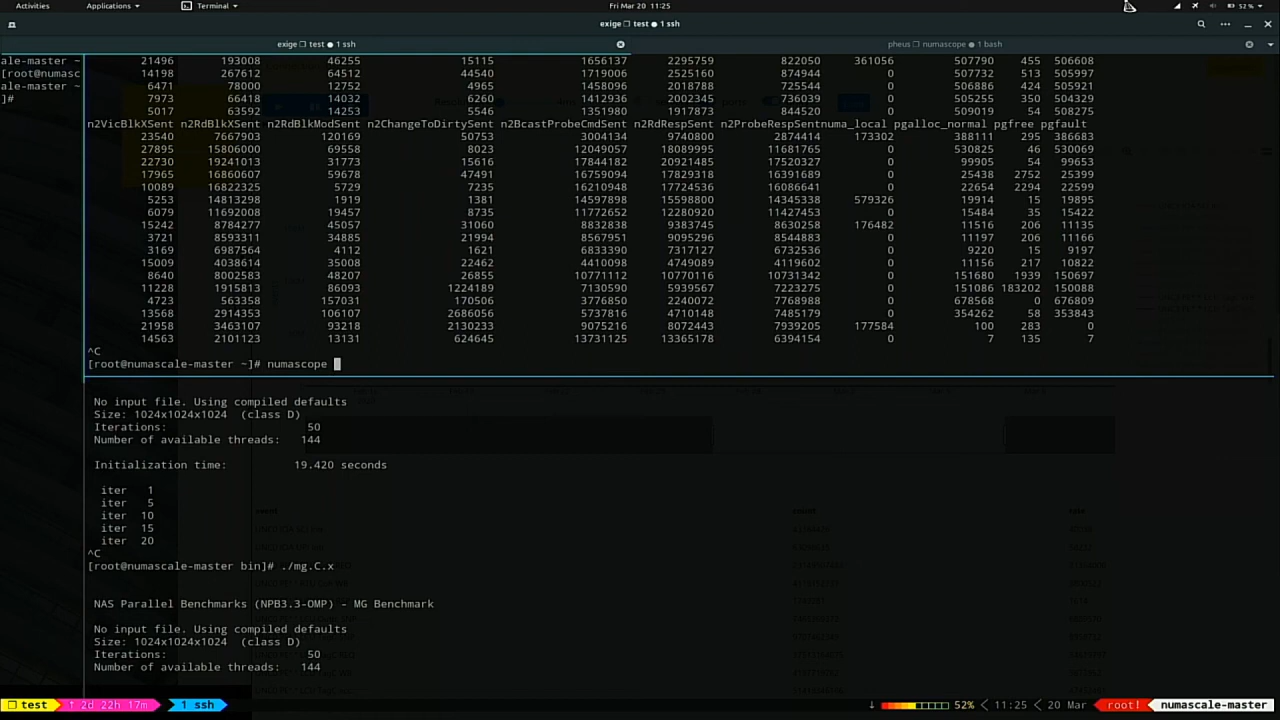 Activities Applications Terminal Fri Mar 20 11:25 52 %
exige ❐ test ● 1 ssh
exige ❐ test ● 1 ssh pheus ❐ numascope ● 1 bash
ale-master ~ 21496 193008 46255 15115 1656137 2295759 822050 361056 507790 455 506608
[root@numasc 14198 267612 64512 44540 1719006 2525160 874944 0 507732 513 505997
ale-master ~ 6471 78000 12752 4965 1458096 2018788 725544 0 506886 424 505921
]# 7973 66418 14032 6260 1412936 2002345 736039 0 505255 350 504329
5017 63592 14253 5546 1351980 1917873 844520 0 509019 54 508275
n2VicBlkXSent n2RdBlkXSent n2RdBlkModSent n2ChangeToDirtySent n2BcastProbeCmdSent n2RdRespSent n2ProbeRespSentnuma_local pgalloc_normal pgfree pgfault
23540 7667903 120169 50753 3004134 9740800 2874414 173302 388111 295 386683
27895 15806000 69558 8023 12049057 18089995 11681765 0 530825 46 530069
22730 19241013 31773 15616 17844182 20921485 17520327 0 99905 54 99653
17965 16860607 59678 47491 16759094 17829318 16391689 0 25438 2752 25399
10089 16822325 5729 7235 16210948 17724536 16086641 0 22654 2294 22599
5253 14813298 1919 1381 14597898 15598800 14345338 579326 19914 15 19895
6079 11692008 19457 8735 11772652 12280920 11427453 0 15484 35 15422
15242 8784277 45057 31060 8832838 9383745 8630258 176482 11516 206 11135
3721 8593311 34885 21994 8567951 9095296 8544883 0 11197 206 11166
3169 6987564 4112 1621 6833390 7317127 6732536 0 9220 15 9197
15009 4038614 35008 22462 4410098 4749089 4119602 0 11156 217 10822
8640 8002583 48207 26855 10771112 10770116 10731342 0 151680 1939 150697
11228 1915813 86093 1224189 7130590 5939567 7223275 0 151086 183202 150088
4723 563358 157031 170506 3776850 2240072 7768988 0 678568 0 676809
13568 2914353 106107 2686056 5737816 4710148 7485179 0 354262 58 353843
21958 3463107 93218 2130233 9075216 8072443 7939205 177584 100 283 0
14563 2101123 13131 624645 13731125 13365178 6394154 0 7 135 7
^C
[root@numascale-master ~]# numascope
No input file. Using compiled defaults
Size: 1024x1024x1024 (class D)
Iterations: 50
Number of available threads: 144
Initialization time: 19.420 seconds
iter 1
iter 5
iter 10
iter 15
iter 20
^C
[root@numascale-master bin]# ./mg.C.x
NAS Parallel Benchmarks (NPB3.3-OMP) - MG Benchmark
No input file. Using compiled defaults
Size: 1024x1024x1024 (class D)
Iterations: 50
Number of available threads: 144
❐ test ↑ 2d 22h 17m 1 ssh ↓ 52% 11:25 20 Mar root! numascale-master